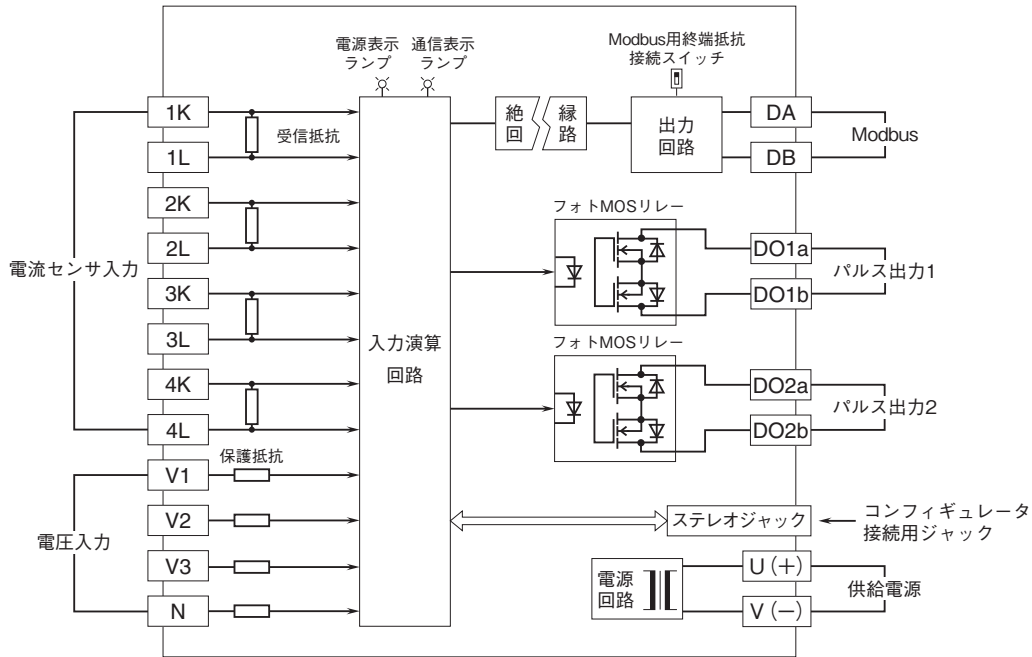 電源表示
ランプ
通信表示
ランプ
Modbus用終端抵抗
接続スイッチ
1K
1L
2K
2L
3K
3L
4K
4L
V1
V2
V3
N
電流センサ入力
電圧入力
受信抵抗
保護抵抗
入力演算
回路
絶縁
回路
出力
回路
DA
DB
Modbus
フォトMOSリレー
DO1a
DO1b
パルス出力1
フォトMOSリレー
DO2a
DO2b
パルス出力2
ステレオジャック
コンフィギュレータ
接続用ジャック
電源
回路
U(+)
V(−)
供給電源